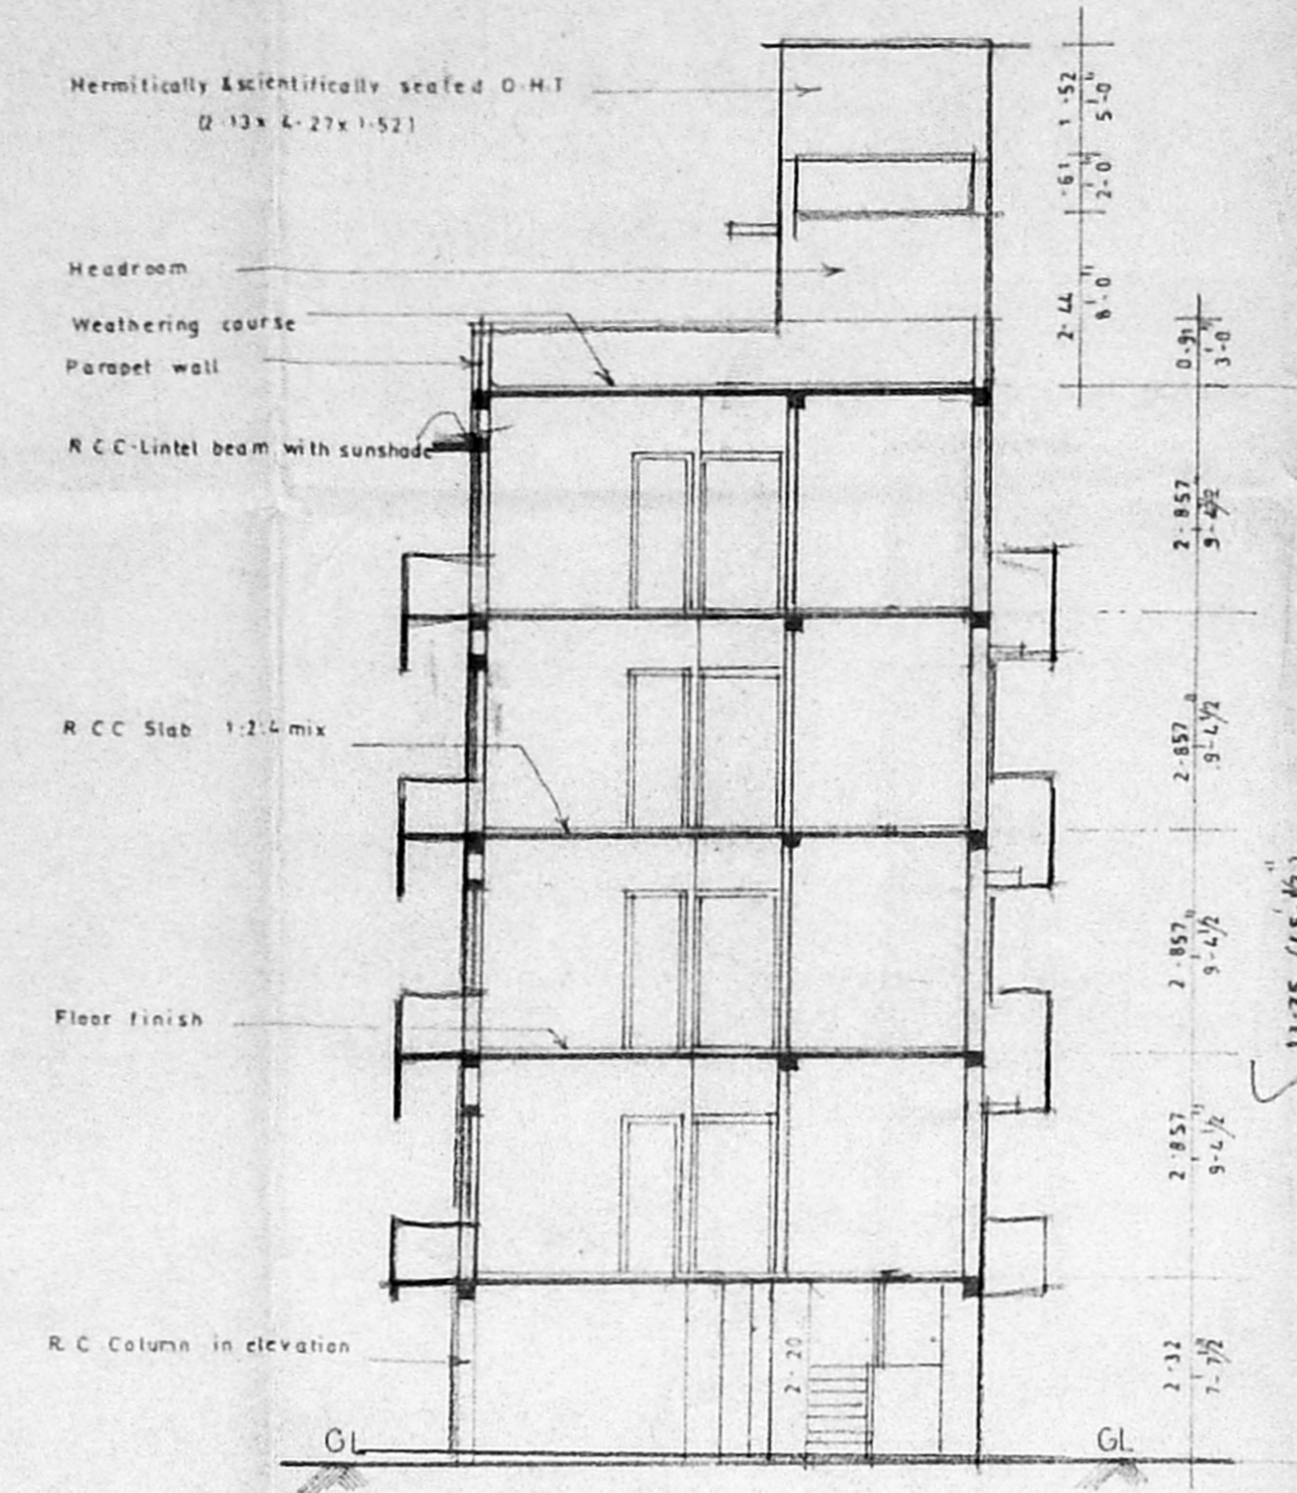 Hermitically & scientifically sealed O.H.T
(2.13 x 4.27 x 1.52)
Headroom
Weathering course
Parapet wall
R C C-Lintel beam with sunshade
R C C Slab 1:2:4 mix
Floor finish
R.C Column in elevation
GL
GL
2.20
1.52
5'-0"
.61
2'-0"
2.44
8'-0"
0.91
3'-0"
2.857
9'-4½"
2.857
9'-4½"
2.857
9'-4½"
2.857
9'-4½"
2.32
7'-7½"